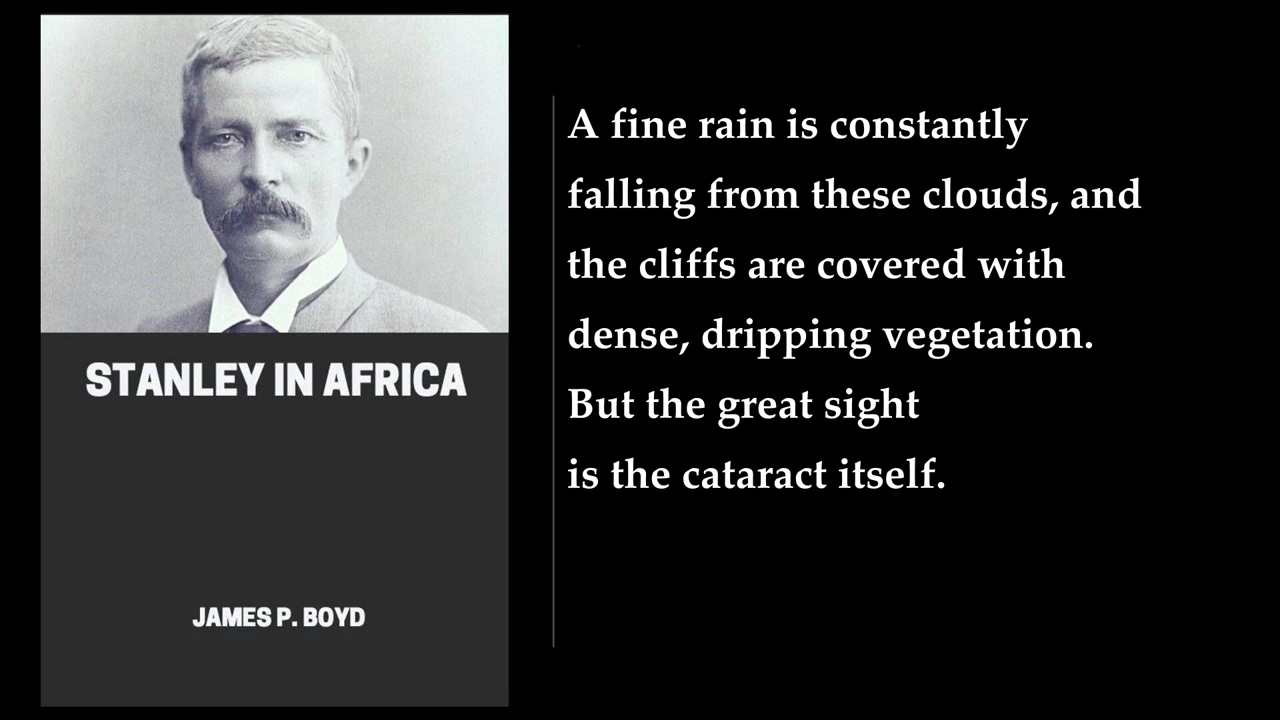 STANLEY IN AFRICA
JAMES P. BOYD
A fine rain is constantly
falling from these clouds, and
the cliffs are covered with
dense, dripping vegetation.
But the great sight
is the cataract itself.